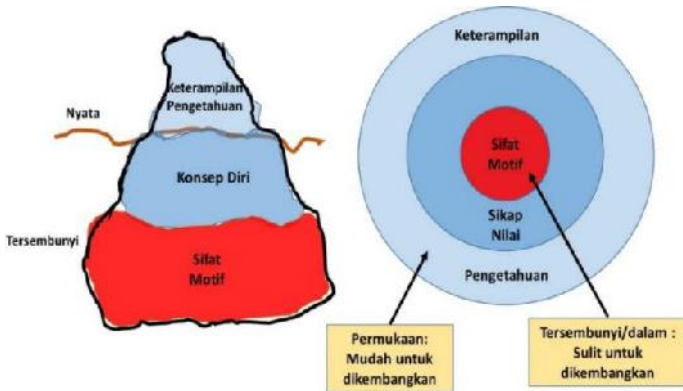 Keterampilan
Pengetahuan
Nyata
Konsep Diri
Tersembunyi
Sifat
Motif
Keterampilan
Sifat
Motif
Sikap
Nilai
Pengetahuan
Permukaan:
Mudah untuk
dikembangkan
Tersembunyi/dalam :
Sulit untuk
dikembangkan